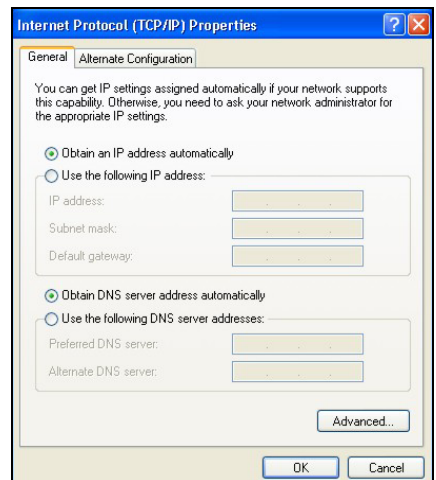 Internet Protocol (TCP/IP) Properties
General Alternate Configuration
You can get IP settings assigned automatically if your network supports
this capability. Otherwise, you need to ask your network administrator for
the appropriate IP settings.
Obtain an IP address automatically
Use the following IP address:
IP address:
Subnet mask:
Default gateway:
Obtain DNS server address automatically
Use the following DNS server addresses:
Preferred DNS server:
Alternate DNS server:
Advanced...
OK Cancel